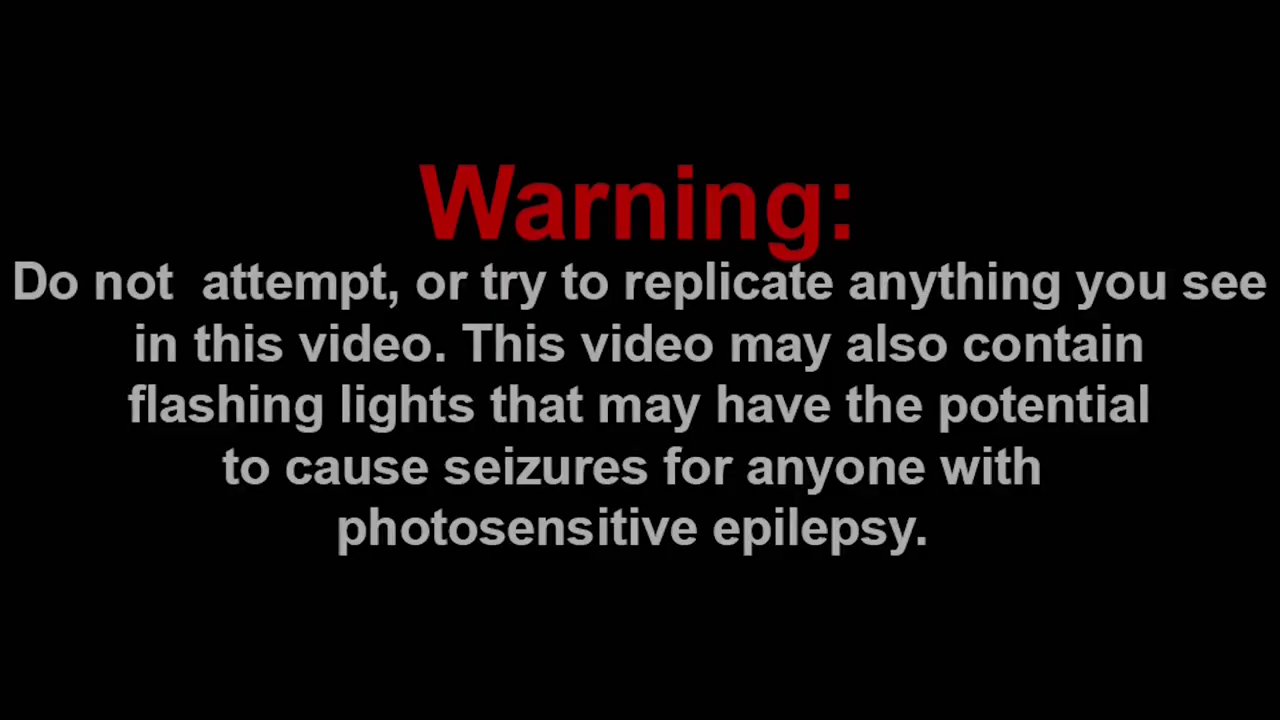 Warning:
Do not  attempt, or try to replicate anything you see
in this video. This video may also contain
flashing lights that may have the potential
to cause seizures for anyone with
photosensitive epilepsy.